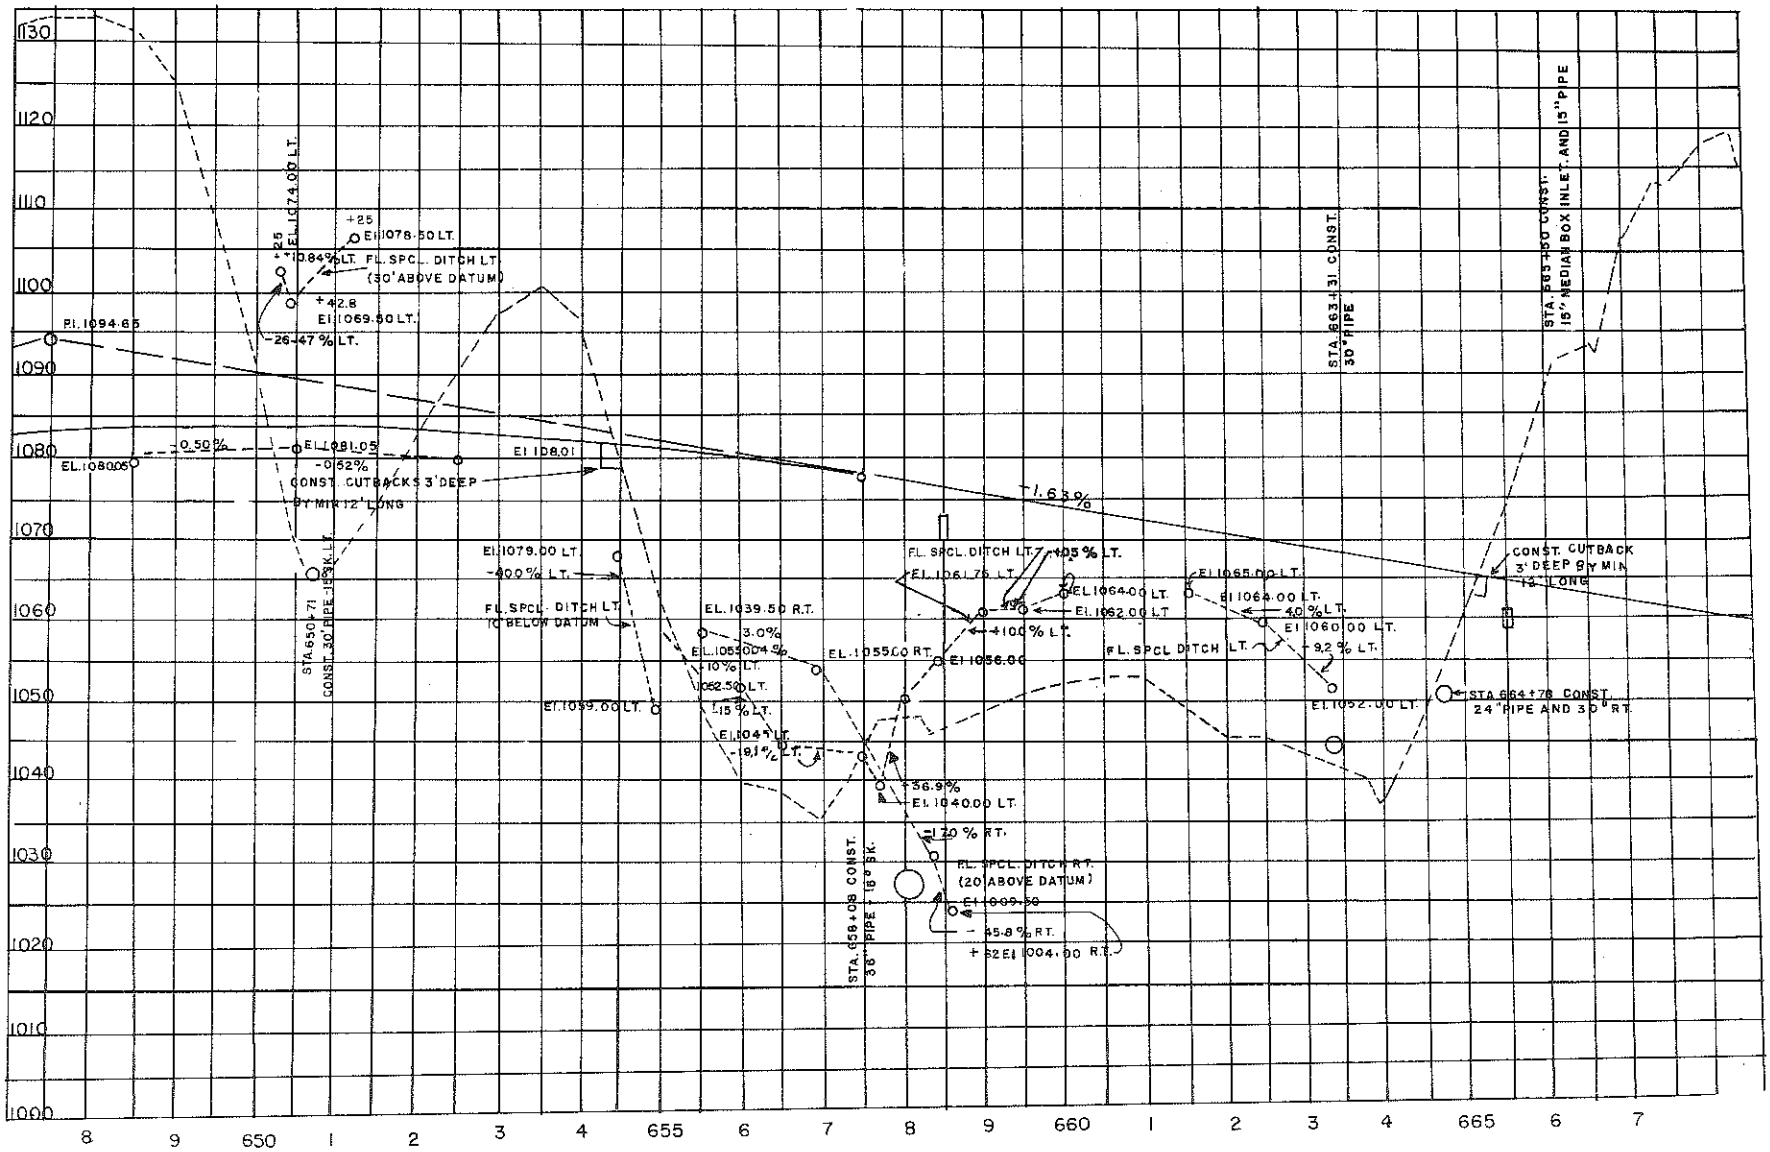 1130
1120
1110
1100
1090
1080
1070
1060
1050
1040
1030
1020
1010
1000
EL.1074.00 LT.
+25
+10.84% LT.
+25
El.1078.50 LT.
FL. SPCL. DITCH LT.
(30' ABOVE DATUM)
+42.8
El.1069.50 LT.
-26.47 % LT.
P.I.1094.65
-0.50%
EL.1080.05
El.1081.05
-0.52%
El 108.01
CONST. CUTBACKS 3' DEEP
BY MIN 12' LONG
STA.650+71
CONST. 30" PIPE-15° SK.LT.
El.1079.00 LT.
-40.0 % LT.
FL. SPCL. DITCH LT.
10' BELOW DATUM
El.1059.00 LT.
EL.1039.50 R.T.
3.0%
-10% LT.
1052.50 LT.
-15 % LT.
El.1045 LT.
EL.1055.00 RT.
STA.658+08 CONST.
36" PIPE - 18° SK.
+36.9%
El.1040.00 LT.
-17.0 % RT.
FL. SPCL. DITCH RT.
(20' ABOVE DATUM)
El.1009.50
- 45.8 % RT.
+62 El 1004.00 R.T.
FL. SPCL. DITCH LT.
El.1061.75 LT.
+10.0 % LT.
El 1056.00
El.1064.00 LT.
El.1062.00 LT
-1.63%
El.1065.00 LT.
El 1064.00 LT.
4.0 % LT.
El 1060.00 LT.
-9.2 % LT.
FL. SPCL DITCH LT.
El.1052.00 LT.
STA. 663+31 CONST.
30" PIPE
STA. 664+78 CONST.
24" PIPE AND 30° RT.
CONST. CUTBACK
3' DEEP BY MIN
12' LONG
STA. 665+50 CONST.
15" MEDIAN BOX INLET. AND 15" PIPE
8 9 650 1 2 3 4 655 6 7 8 9 660 1 2 3 4 665 6 7